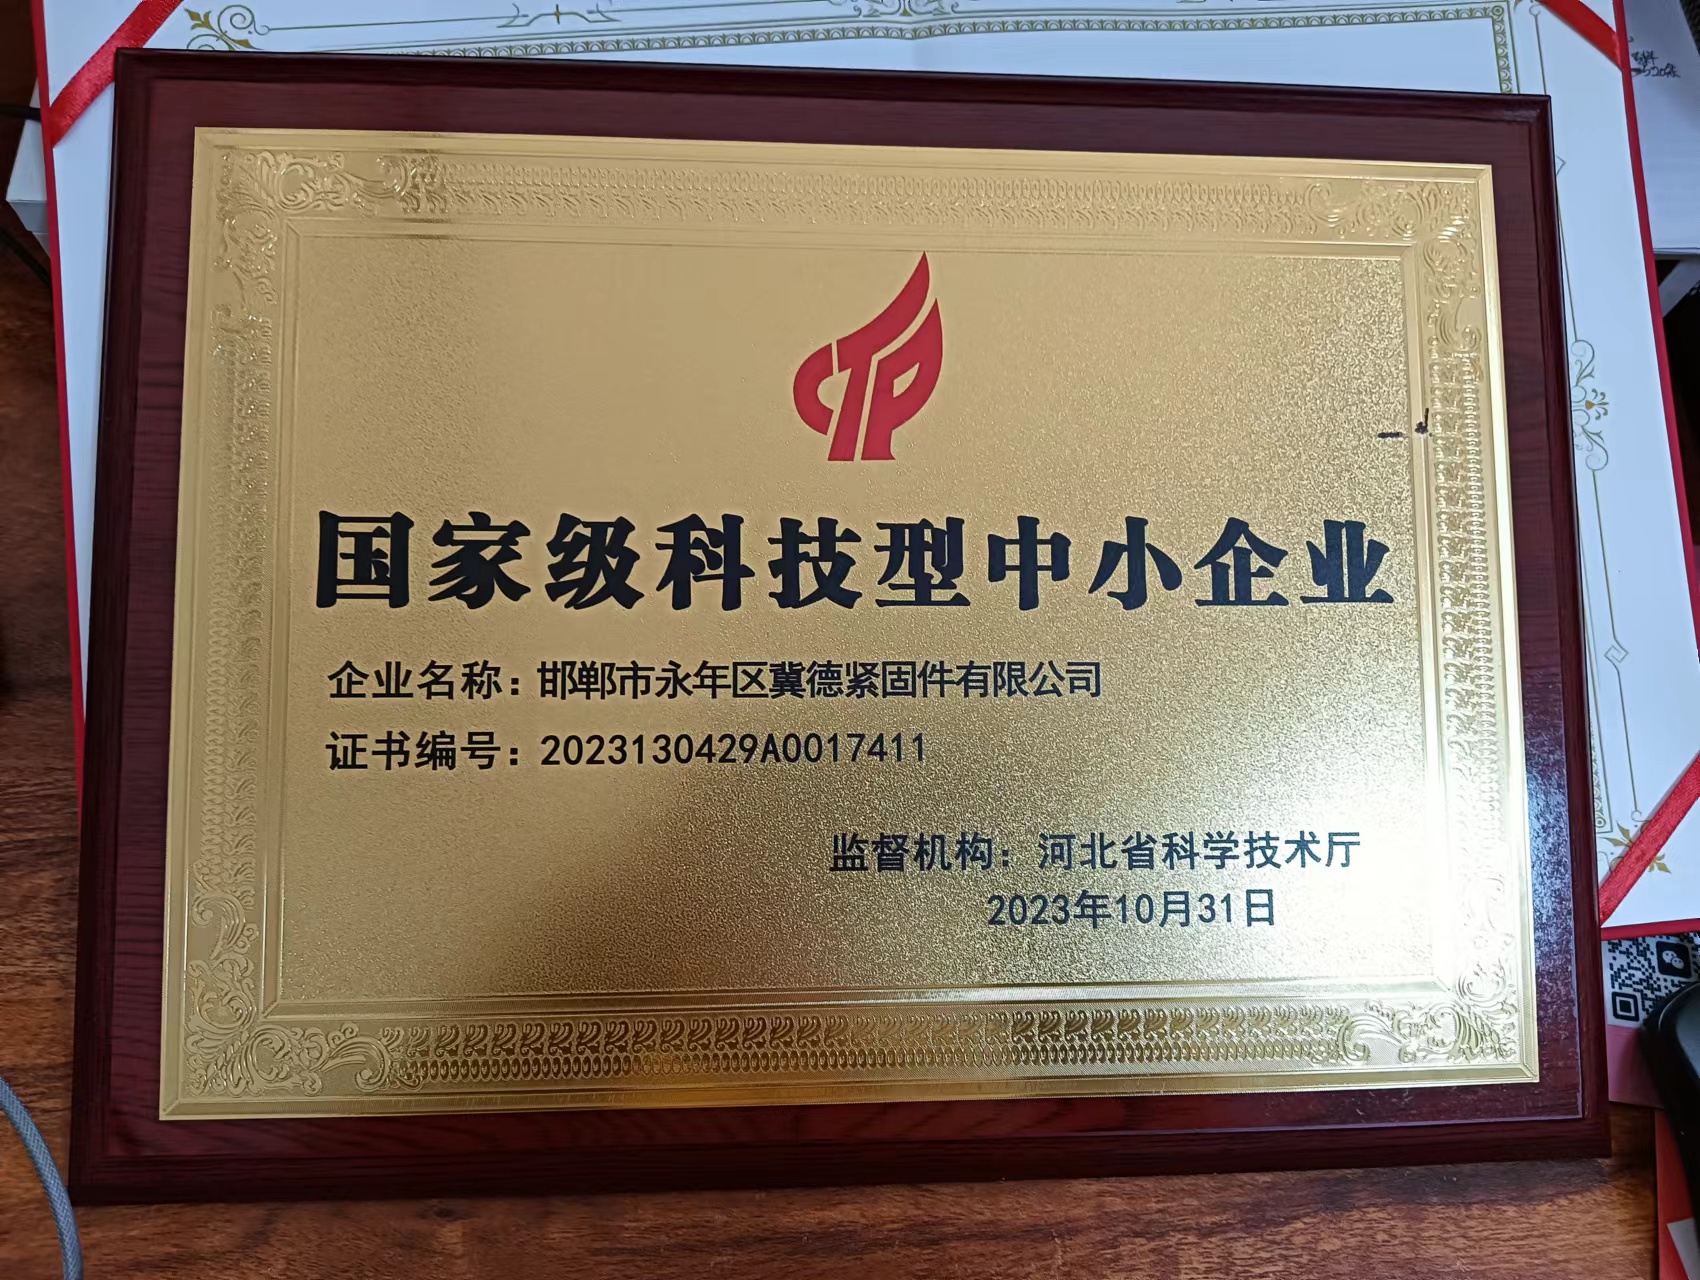 国家级科技型中小企业
企业名称：邯郸市永年区冀德紧固件有限公司
证书编号：2023130429A0017411
监督机构：河北省科学技术厅
2023年10月31日